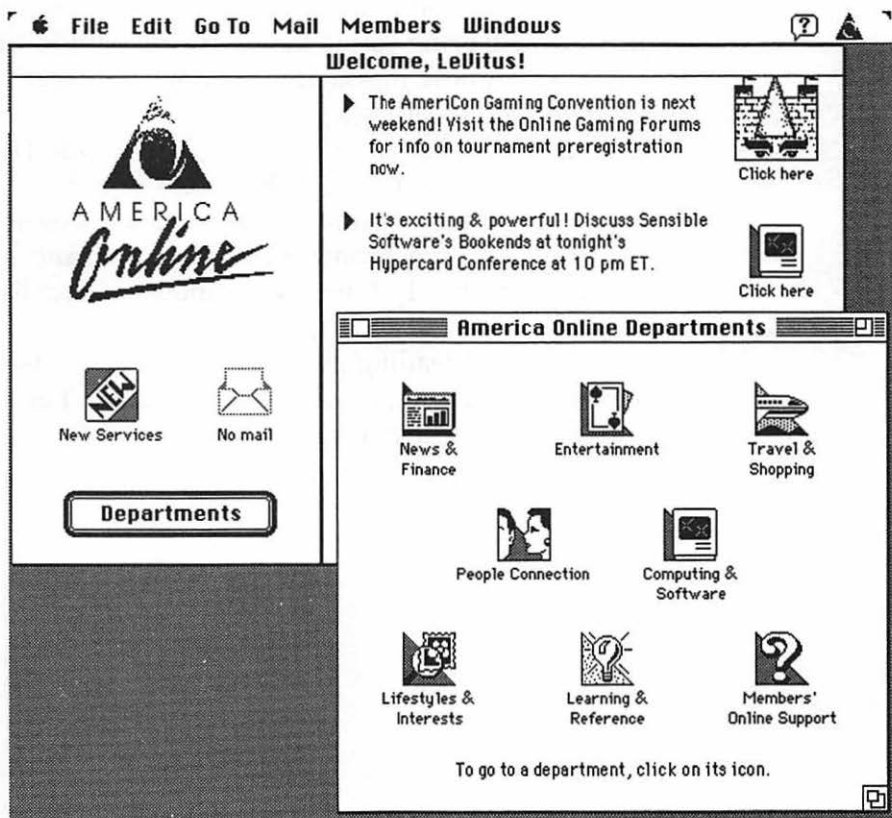 File Edit Go To Mail Members Windows
Welcome, LeVitus!
AMERICA
Online
New Services
No mail
Departments
The AmeriCon Gaming Convention is next
weekend! Visit the Online Gaming Forums
for info on tournament preregistration
now.
Click here
It's exciting & powerful! Discuss Sensible
Software's Bookends at tonight's
Hypercard Conference at 10 pm ET.
Click here
America Online Departments
News &
Finance
Entertainment
Travel &
Shopping
People Connection
Computing &
Software
Lifestyles &
Interests
Learning &
Reference
Members'
Online Support
To go to a department, click on its icon.